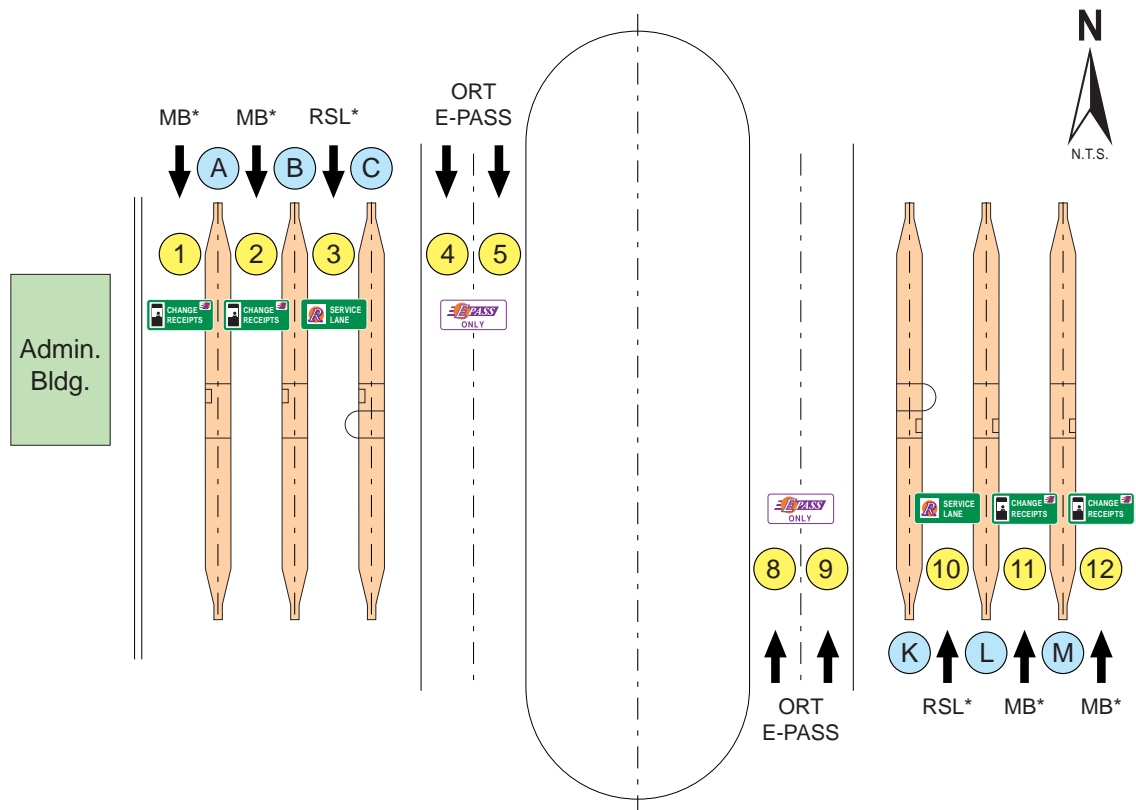 N
N.T.S.
ORT
E-PASS
MB*
MB*
RSL*
A
B
C
1
2
3
4
5
CHANGE
RECEIPTS
CHANGE
RECEIPTS
R
SERVICE
LANE
E PASS
ONLY
Admin.
Bldg.
E PASS
ONLY
R
SERVICE
LANE
CHANGE
RECEIPTS
CHANGE
RECEIPTS
8
9
10
11
12
K
L
M
ORT
E-PASS
RSL*
MB*
MB*